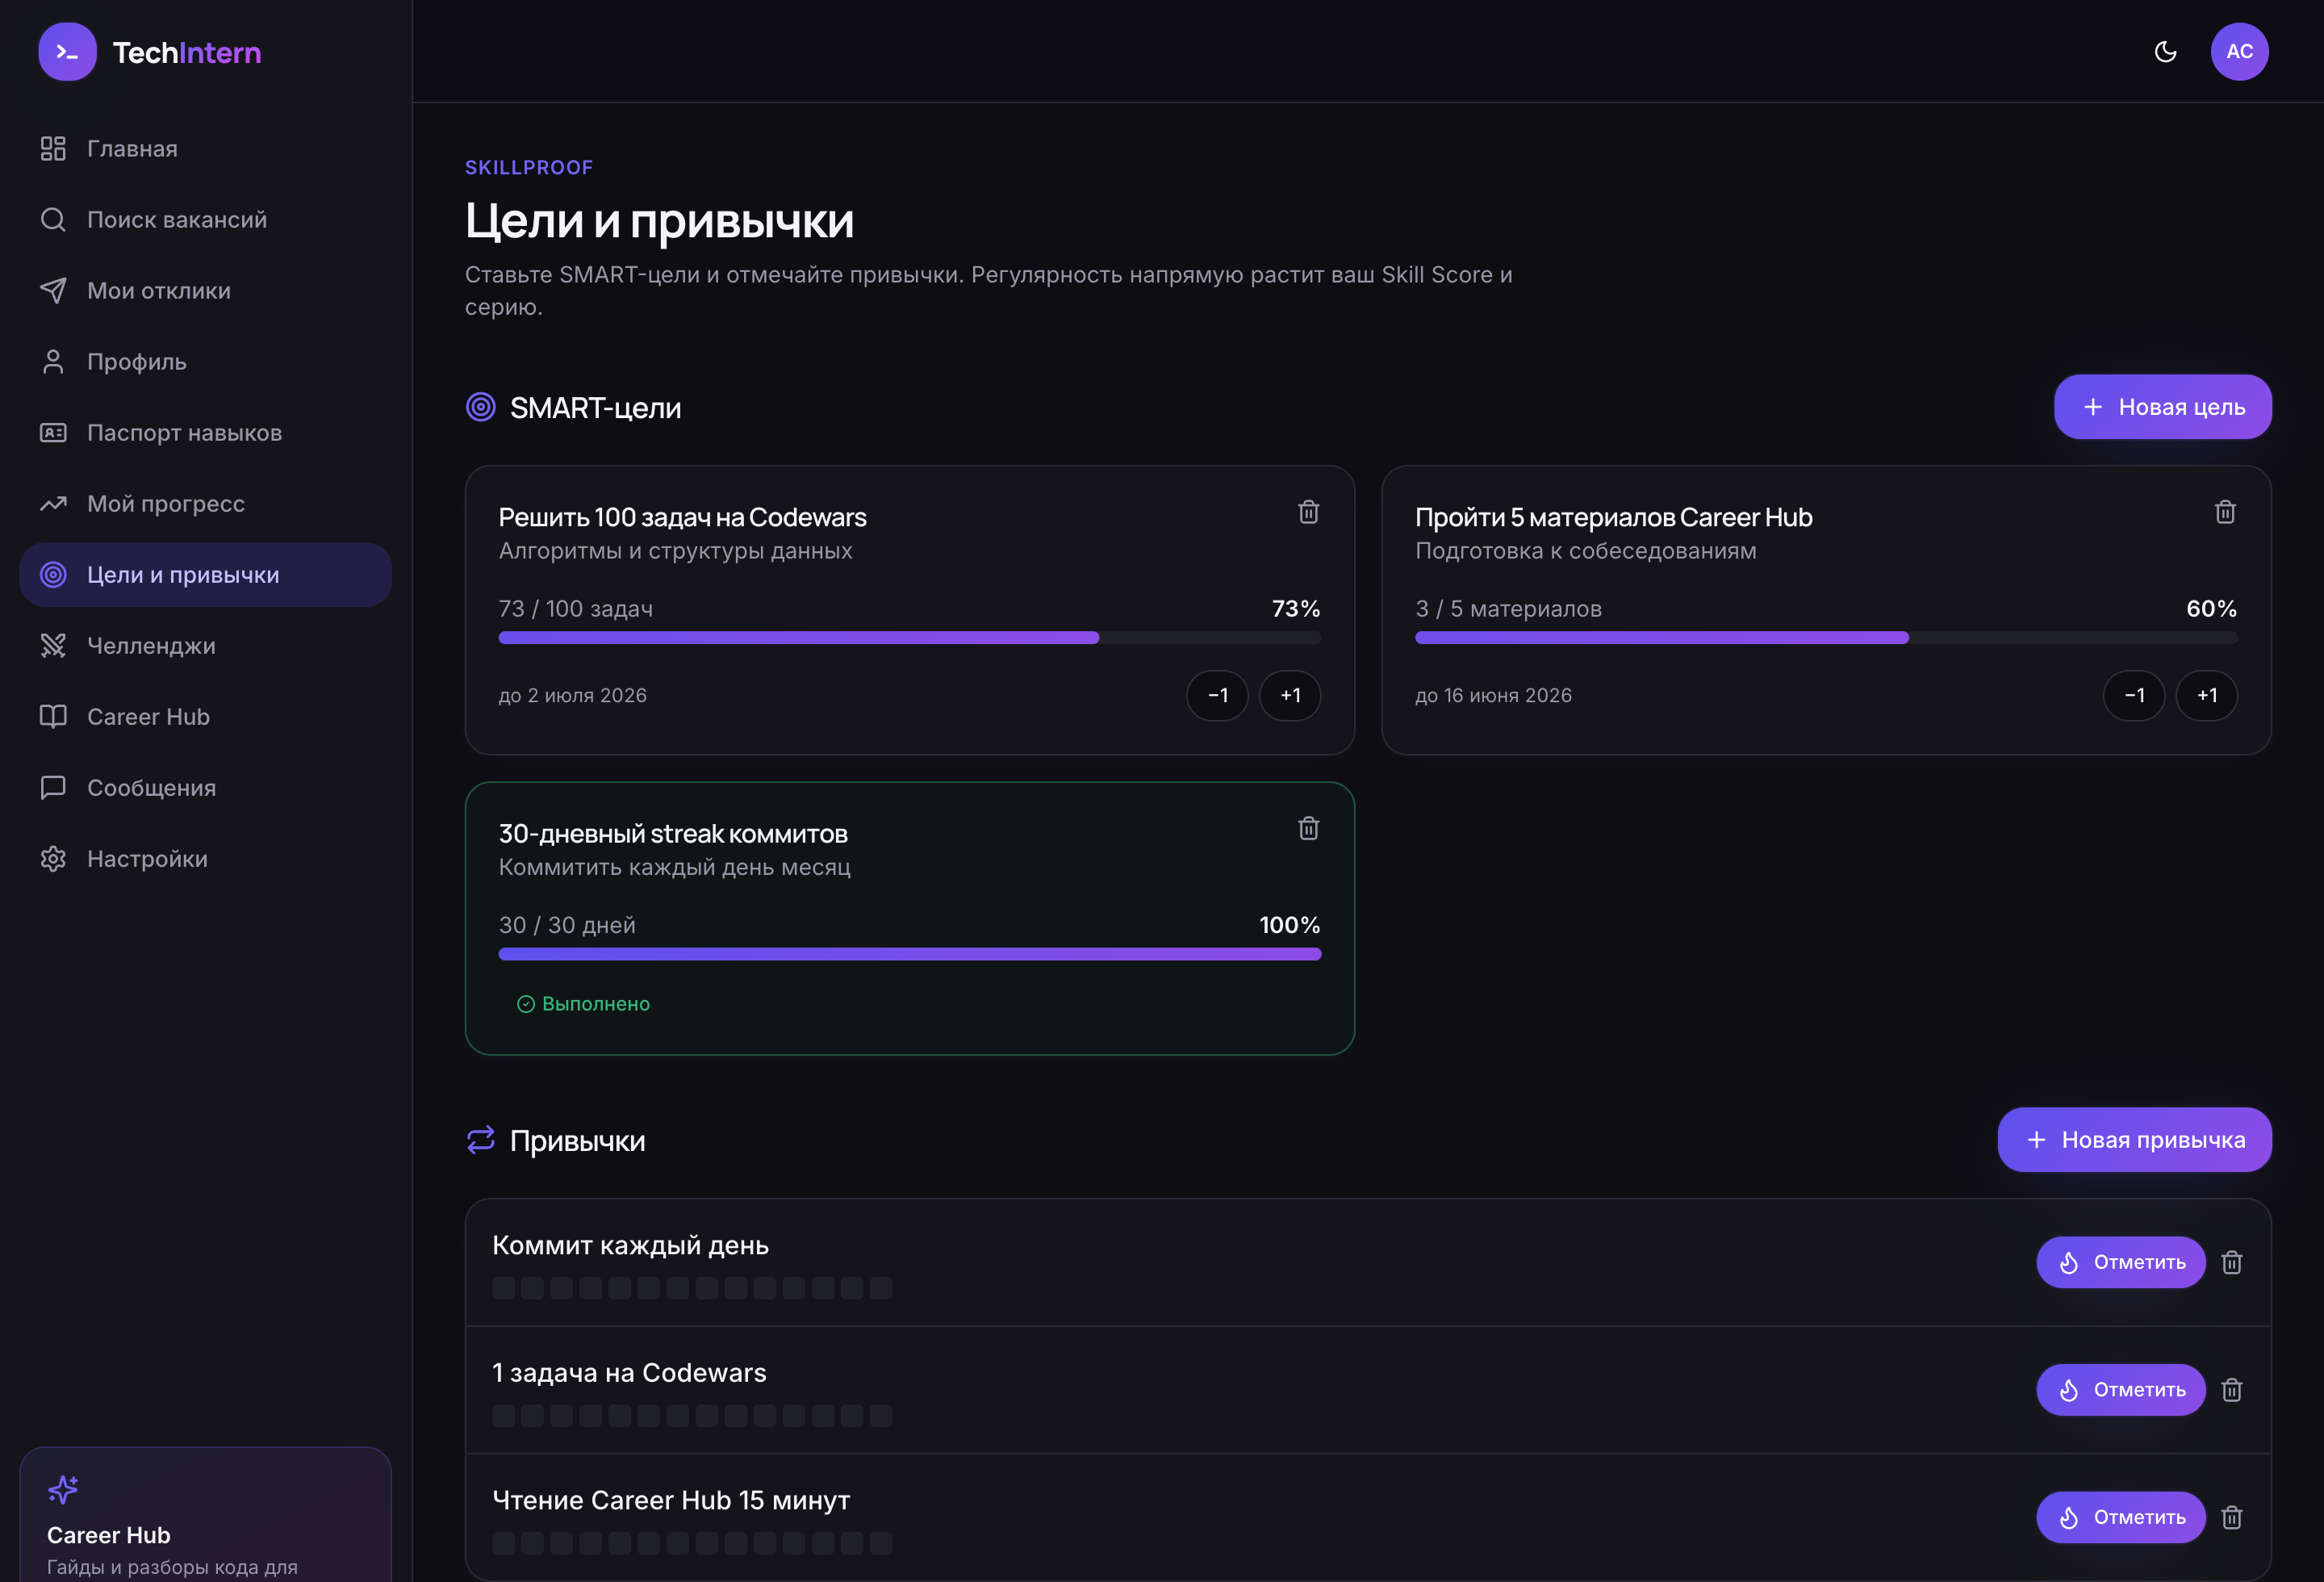 TechIntern
AC
Главная
Поиск вакансий
Мои отклики
Профиль
Паспорт навыков
Мой прогресс
Цели и привычки
Челленджи
Career Hub
Сообщения
Настройки
Career Hub
Гайды и разборы кода для
SKILLPROOF
Цели и привычки
Ставьте SMART-цели и отмечайте привычки. Регулярность напрямую растит ваш Skill Score и
серию.
SMART-цели
+ Новая цель
Решить 100 задач на Codewars
Алгоритмы и структуры данных
73 / 100 задач 73%
до 2 июля 2026 −1 +1
Пройти 5 материалов Career Hub
Подготовка к собеседованиям
3 / 5 материалов 60%
до 16 июня 2026 −1 +1
30-дневный streak коммитов
Коммитить каждый день месяц
30 / 30 дней 100%
Выполнено
Привычки
+ Новая привычка
Коммит каждый день
Отметить
1 задача на Codewars
Отметить
Чтение Career Hub 15 минут
Отметить